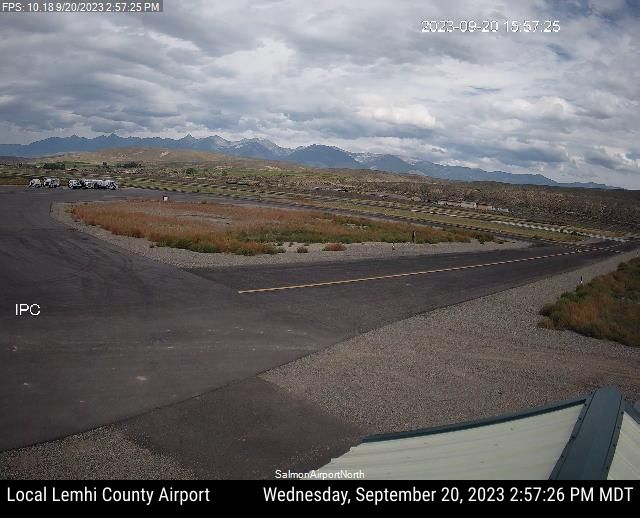 FPS: 10.18 9/20/2023 2:57:25 PM
2023-09-20 15:57:25
IPC
SalmonAirportNorth
Local Lemhi County Airport Wednesday, September 20, 2023 2:57:26 PM MDT